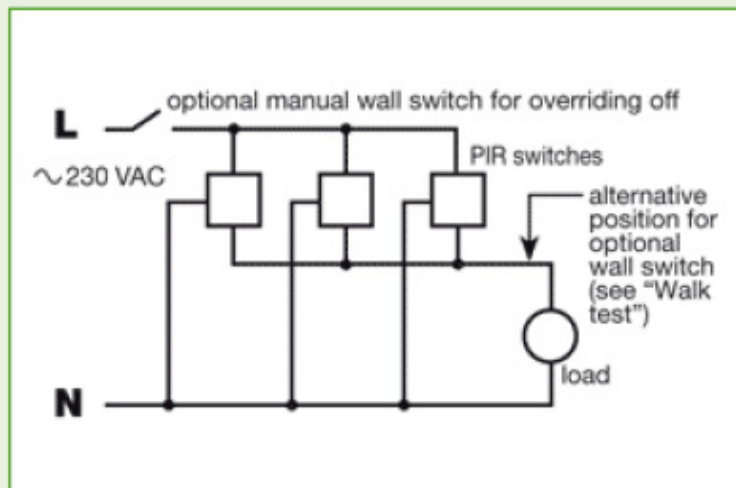 optional manual wall switch for overriding off
L
∼230 VAC
PIR switches
alternative
position for
optional
wall switch
(see “Walk
test”)
load
N